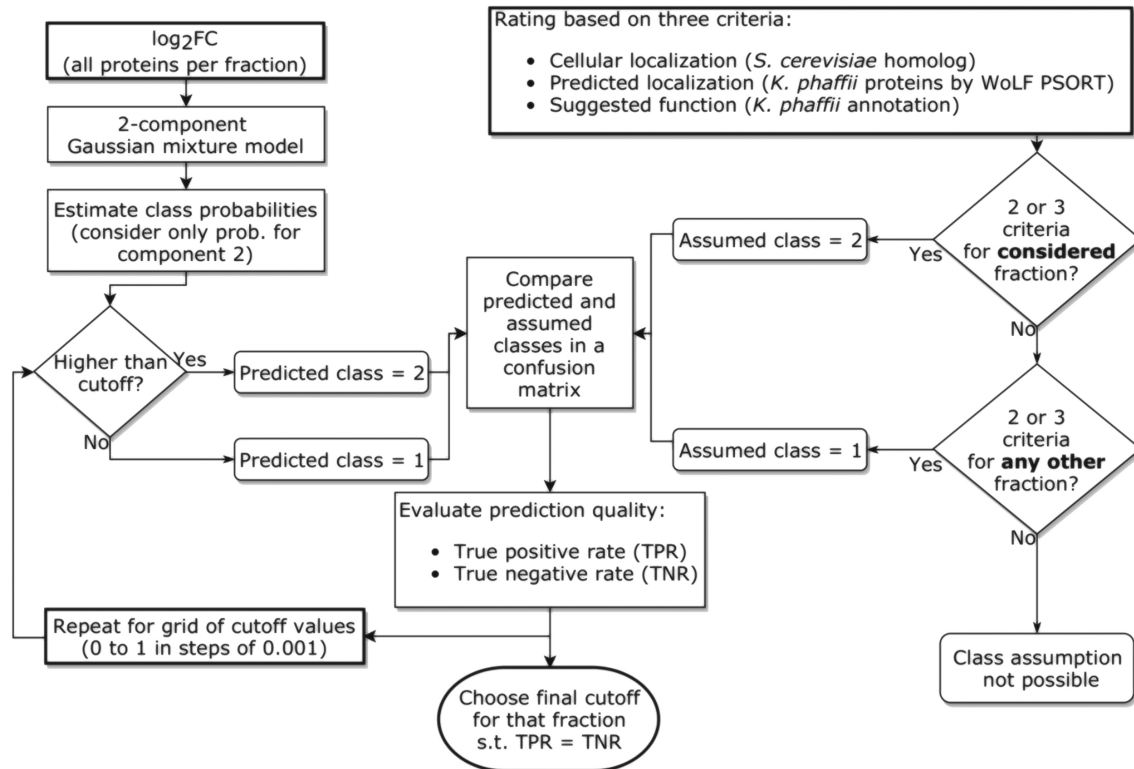 log2FC
(all proteins per fraction)
2-component
Gaussian mixture model
Estimate class probabilities
(consider only prob. for
component 2)
Higher than
cutoff?
Yes
No
Predicted class = 2
Predicted class = 1
Repeat for grid of cutoff values
(0 to 1 in steps of 0.001)
Compare
predicted and
assumed
classes in a
confusion
matrix
Evaluate prediction quality:
• True positive rate (TPR)
• True negative rate (TNR)
Choose final cutoff
for that fraction
s.t. TPR = TNR
Rating based on three criteria:
• Cellular localization (S. cerevisiae homolog)
• Predicted localization (K. phaffii proteins by WoLF PSORT)
• Suggested function (K. phaffii annotation)
2 or 3
criteria
for considered
fraction?
Yes
No
Assumed class = 2
2 or 3
criteria
for any other
fraction?
Yes
No
Assumed class = 1
Class assumption
not possible